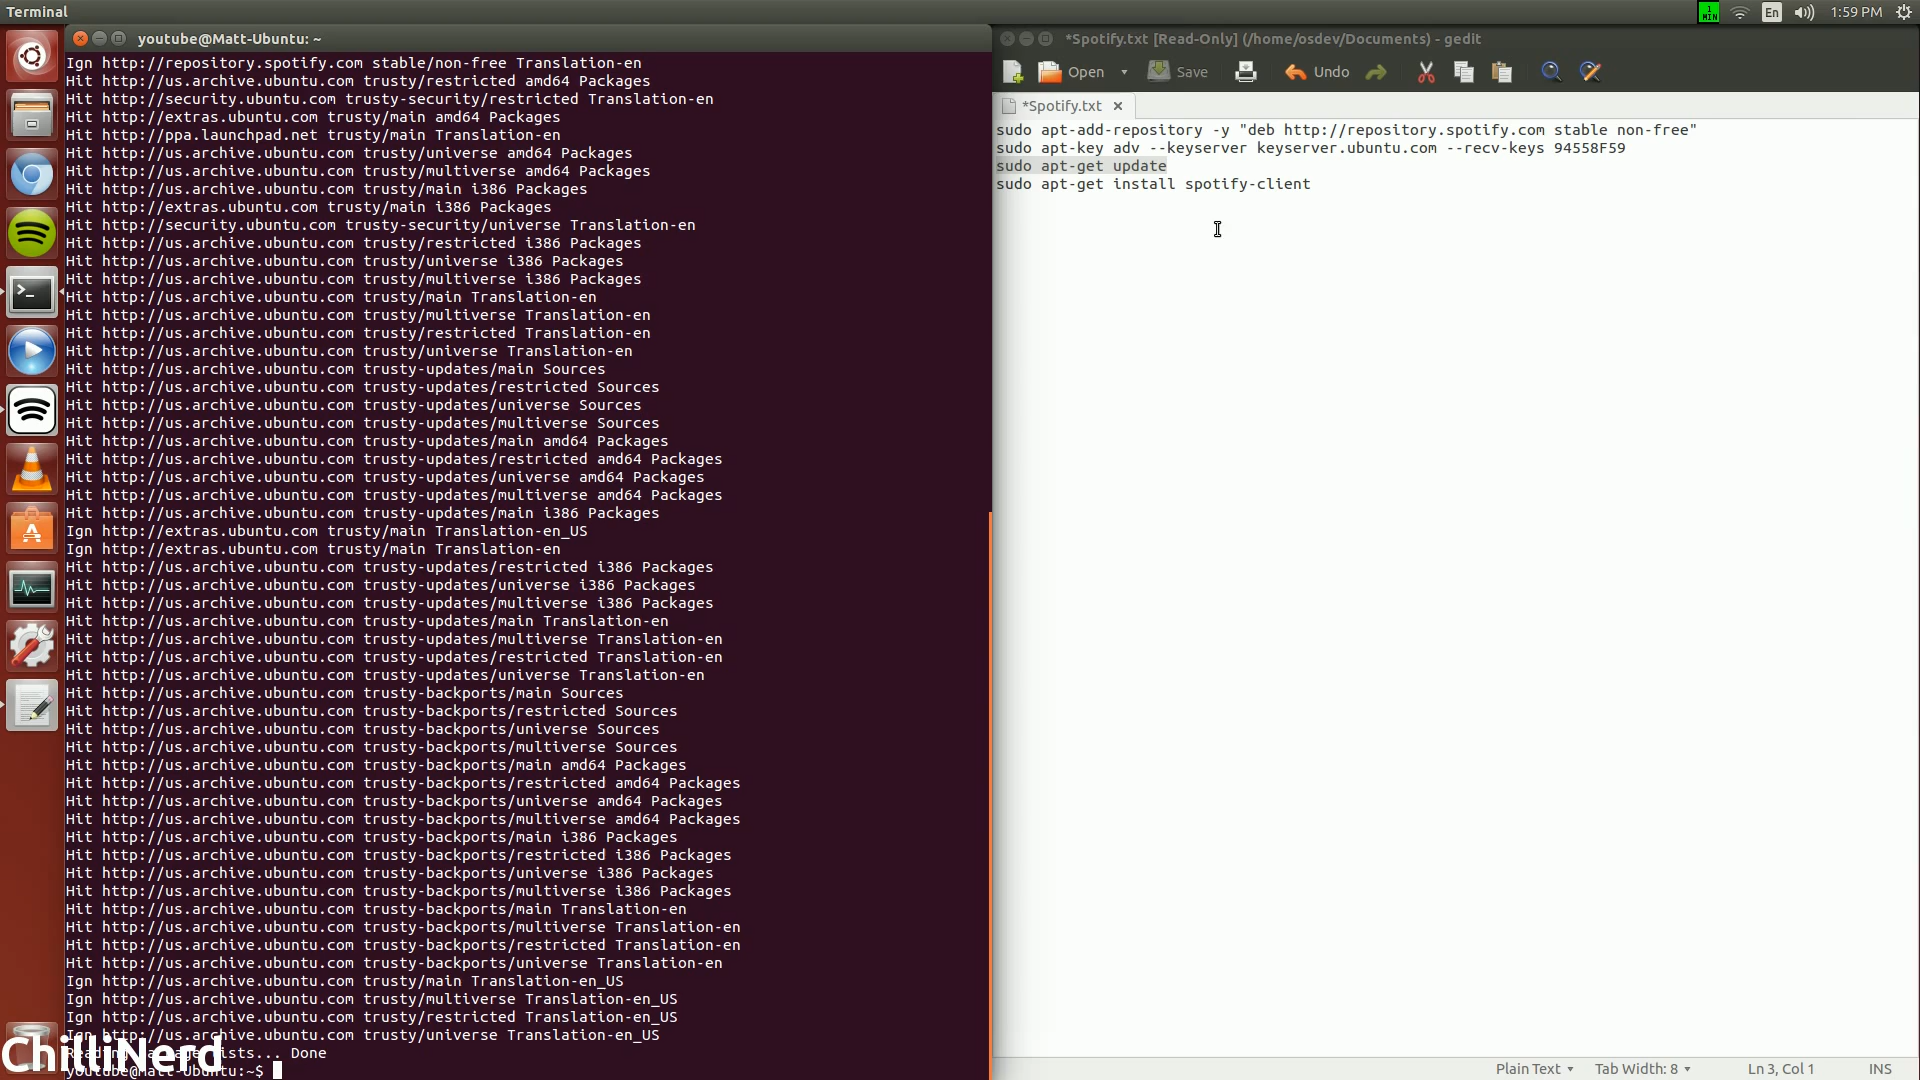 Terminal
1 MIN
En
1:59 PM
youtube@Matt-Ubuntu: ~
Ign http://repository.spotify.com stable/non-free Translation-en
Hit http://us.archive.ubuntu.com trusty/restricted amd64 Packages
Hit http://security.ubuntu.com trusty-security/restricted Translation-en
Hit http://extras.ubuntu.com trusty/main amd64 Packages
Hit http://ppa.launchpad.net trusty/main Translation-en
Hit http://us.archive.ubuntu.com trusty/universe amd64 Packages
Hit http://us.archive.ubuntu.com trusty/multiverse amd64 Packages
Hit http://us.archive.ubuntu.com trusty/main i386 Packages
Hit http://extras.ubuntu.com trusty/main i386 Packages
Hit http://security.ubuntu.com trusty-security/universe Translation-en
Hit http://us.archive.ubuntu.com trusty/restricted i386 Packages
Hit http://us.archive.ubuntu.com trusty/universe i386 Packages
Hit http://us.archive.ubuntu.com trusty/multiverse i386 Packages
Hit http://us.archive.ubuntu.com trusty/main Translation-en
Hit http://us.archive.ubuntu.com trusty/multiverse Translation-en
Hit http://us.archive.ubuntu.com trusty/restricted Translation-en
Hit http://us.archive.ubuntu.com trusty/universe Translation-en
Hit http://us.archive.ubuntu.com trusty-updates/main Sources
Hit http://us.archive.ubuntu.com trusty-updates/restricted Sources
Hit http://us.archive.ubuntu.com trusty-updates/universe Sources
Hit http://us.archive.ubuntu.com trusty-updates/multiverse Sources
Hit http://us.archive.ubuntu.com trusty-updates/main amd64 Packages
Hit http://us.archive.ubuntu.com trusty-updates/restricted amd64 Packages
Hit http://us.archive.ubuntu.com trusty-updates/universe amd64 Packages
Hit http://us.archive.ubuntu.com trusty-updates/multiverse amd64 Packages
Hit http://us.archive.ubuntu.com trusty-updates/main i386 Packages
Ign http://extras.ubuntu.com trusty/main Translation-en_US
Ign http://extras.ubuntu.com trusty/main Translation-en
Hit http://us.archive.ubuntu.com trusty-updates/restricted i386 Packages
Hit http://us.archive.ubuntu.com trusty-updates/universe i386 Packages
Hit http://us.archive.ubuntu.com trusty-updates/multiverse i386 Packages
Hit http://us.archive.ubuntu.com trusty-updates/main Translation-en
Hit http://us.archive.ubuntu.com trusty-updates/multiverse Translation-en
Hit http://us.archive.ubuntu.com trusty-updates/restricted Translation-en
Hit http://us.archive.ubuntu.com trusty-updates/universe Translation-en
Hit http://us.archive.ubuntu.com trusty-backports/main Sources
Hit http://us.archive.ubuntu.com trusty-backports/restricted Sources
Hit http://us.archive.ubuntu.com trusty-backports/universe Sources
Hit http://us.archive.ubuntu.com trusty-backports/multiverse Sources
Hit http://us.archive.ubuntu.com trusty-backports/main amd64 Packages
Hit http://us.archive.ubuntu.com trusty-backports/restricted amd64 Packages
Hit http://us.archive.ubuntu.com trusty-backports/universe amd64 Packages
Hit http://us.archive.ubuntu.com trusty-backports/multiverse amd64 Packages
Hit http://us.archive.ubuntu.com trusty-backports/main i386 Packages
Hit http://us.archive.ubuntu.com trusty-backports/restricted i386 Packages
Hit http://us.archive.ubuntu.com trusty-backports/universe i386 Packages
Hit http://us.archive.ubuntu.com trusty-backports/multiverse i386 Packages
Hit http://us.archive.ubuntu.com trusty-backports/main Translation-en
Hit http://us.archive.ubuntu.com trusty-backports/multiverse Translation-en
Hit http://us.archive.ubuntu.com trusty-backports/restricted Translation-en
Hit http://us.archive.ubuntu.com trusty-backports/universe Translation-en
Ign http://us.archive.ubuntu.com trusty/main Translation-en_US
Ign http://us.archive.ubuntu.com trusty/multiverse Translation-en_US
Ign http://us.archive.ubuntu.com trusty/restricted Translation-en_US
Ign http://us.archive.ubuntu.com trusty/universe Translation-en_US
Reading package lists... Done
youtube@Matt-Ubuntu:~$
ChilliNerd
*Spotify.txt [Read-Only] (/home/osdev/Documents) - gedit
Open Save Undo
*Spotify.txt
sudo apt-add-repository -y "deb http://repository.spotify.com stable non-free"
sudo apt-key adv --keyserver keyserver.ubuntu.com --recv-keys 94558F59
sudo apt-get update
sudo apt-get install spotify-client
Plain Text Tab Width: 8 Ln 3, Col 1 INS